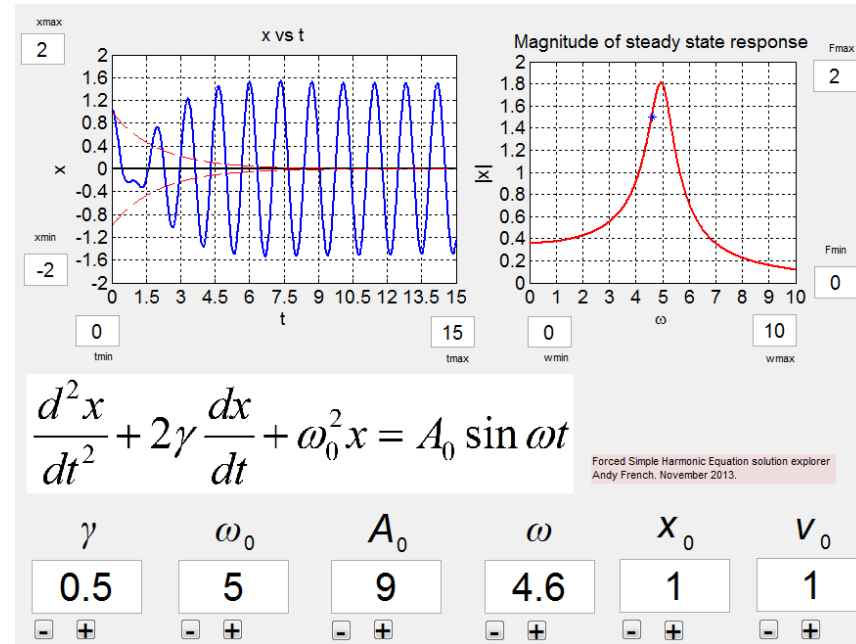 xmax
2
x vs t
2
1.6
1.2
0.8
0.4
0
-0.4
-0.8
-1.2
-1.6
-2
x
xmin
-2
0 1.5 3 4.5 6 7.5 9 10.5 12 13.5 15
t
0
tmin
15
tmax
Magnitude of steady state response
Fmax
2
2
1.8
1.6
1.4
1.2
1
0.8
0.6
0.4
0.2
0
|x|
Fmin
0
0 1 2 3 4 5 6 7 8 9 10
ω
0
wmin
10
wmax
d²x/dt² + 2γ dx/dt + ω₀²x = A₀ sin ωt
Forced Simple Harmonic Equation solution explorer
Andy French. November 2013.
γ ω₀ A₀ ω x₀ v₀
0.5 5 9 4.6 1 1
- + - + - + - + - + - +